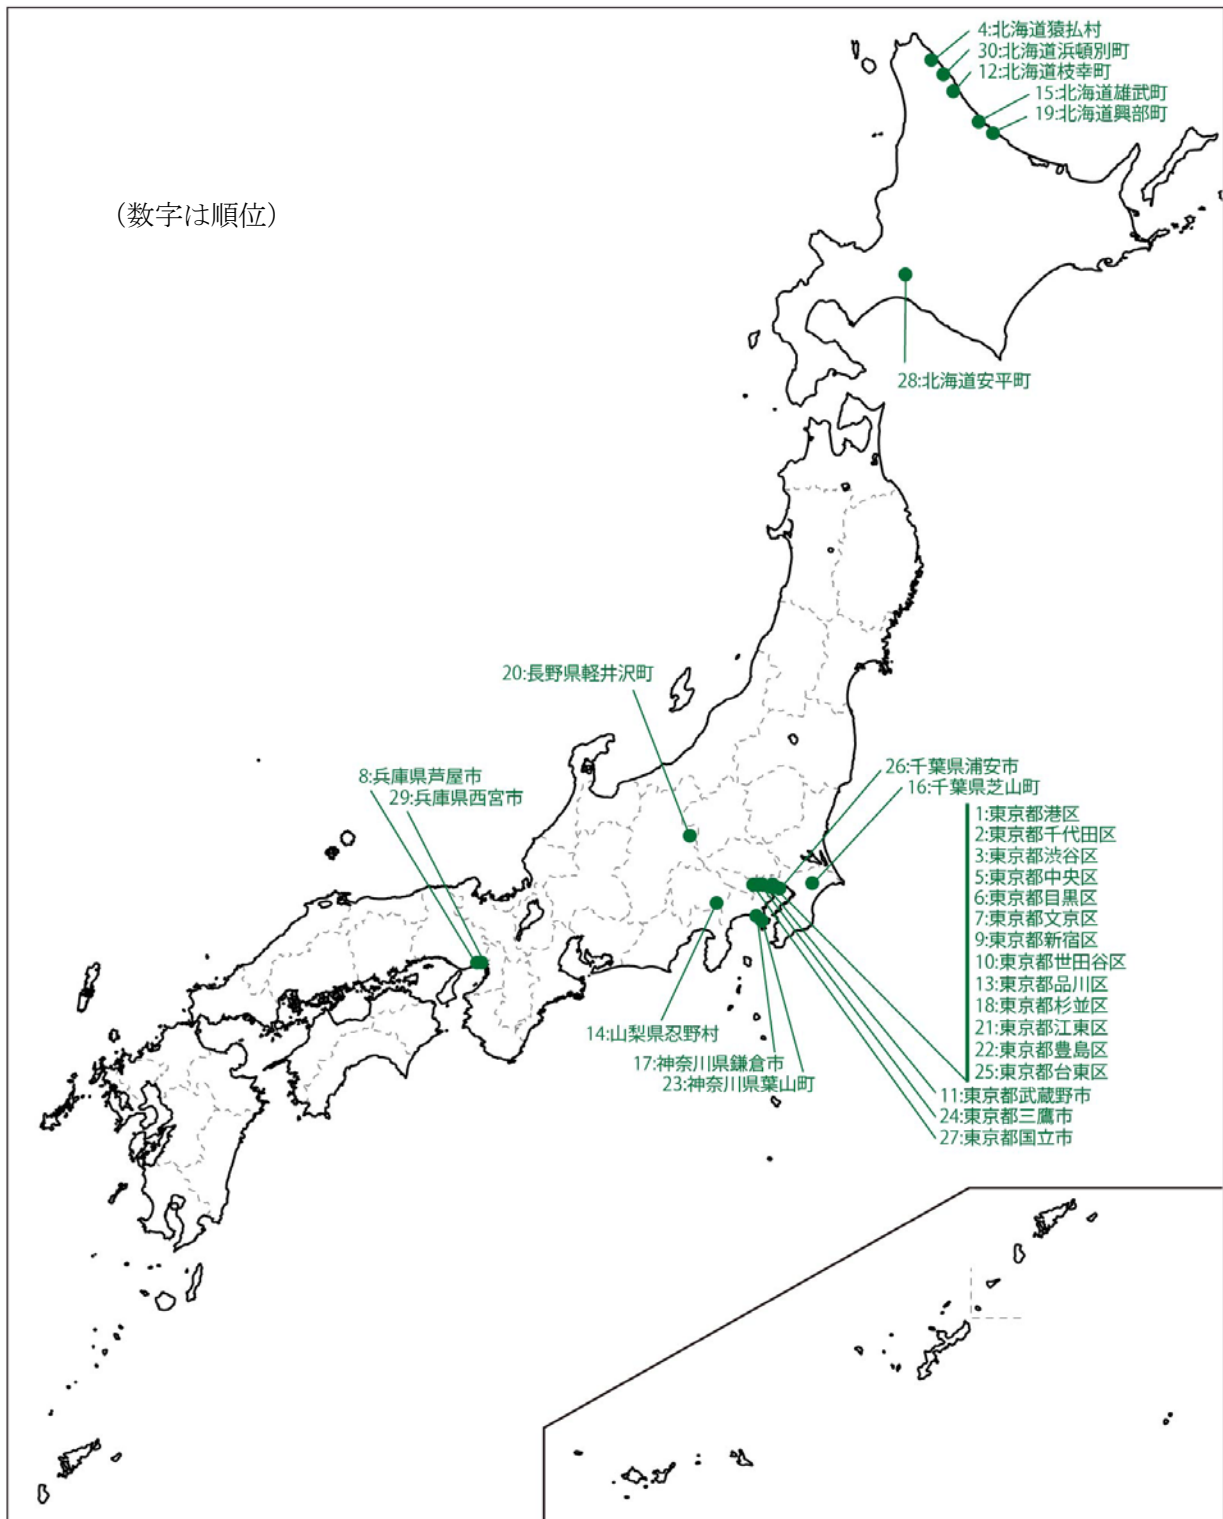 4:北海道猿払村
30:北海道浜頓別町
12:北海道枝幸町
15:北海道雄武町
19:北海道興部町
（数字は順位）
28:北海道安平町
20:長野県軽井沢町
8:兵庫県芦屋市
29:兵庫県西宮市
26:千葉県浦安市
16:千葉県芝山町
1:東京都港区
2:東京都千代田区
3:東京都渋谷区
5:東京都中央区
6:東京都目黒区
7:東京都文京区
9:東京都新宿区
10:東京都世田谷区
13:東京都品川区
18:東京都杉並区
21:東京都江東区
22:東京都豊島区
25:東京都台東区
14:山梨県忍野村
17:神奈川県鎌倉市
23:神奈川県葉山町
11:東京都武蔵野市
24:東京都三鷹市
27:東京都国立市